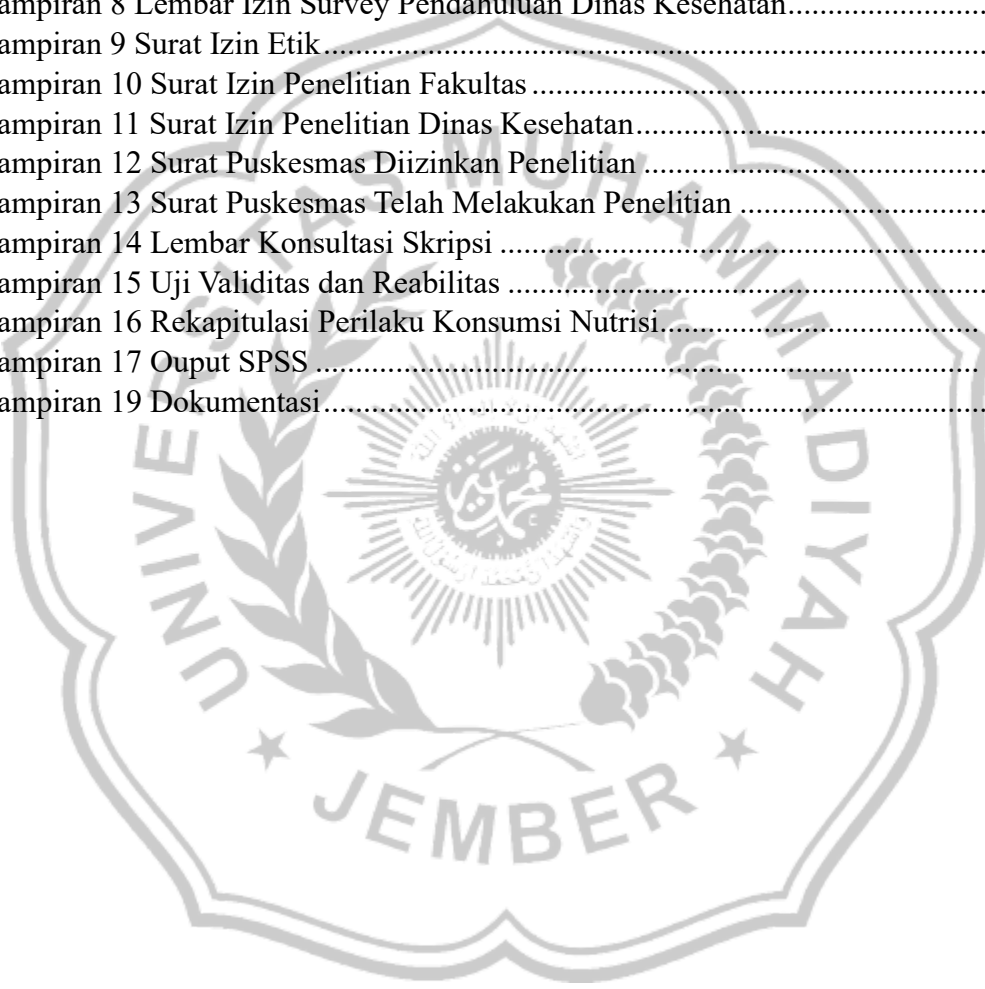 ampiran 8 Lembar Izin Survey Pendahuluan Dinas Kesehatan....................
ampiran 9 Surat Izin Etik....................
ampiran 10 Surat Izin Penelitian Fakultas....................
ampiran 11 Surat Izin Penelitian Dinas Kesehatan....................
ampiran 12 Surat Puskesmas Diizinkan Penelitian....................
ampiran 13 Surat Puskesmas Telah Melakukan Penelitian....................
ampiran 14 Lembar Konsultasi Skripsi....................
ampiran 15 Uji Validitas dan Reabilitas....................
ampiran 16 Rekapitulasi Perilaku Konsumsi Nutrisi....................
ampiran 17 Ouput SPSS....................
ampiran 19 Dokumentasi....................
UNIVERSITAS MUHAMMADIYAH
JEMBER